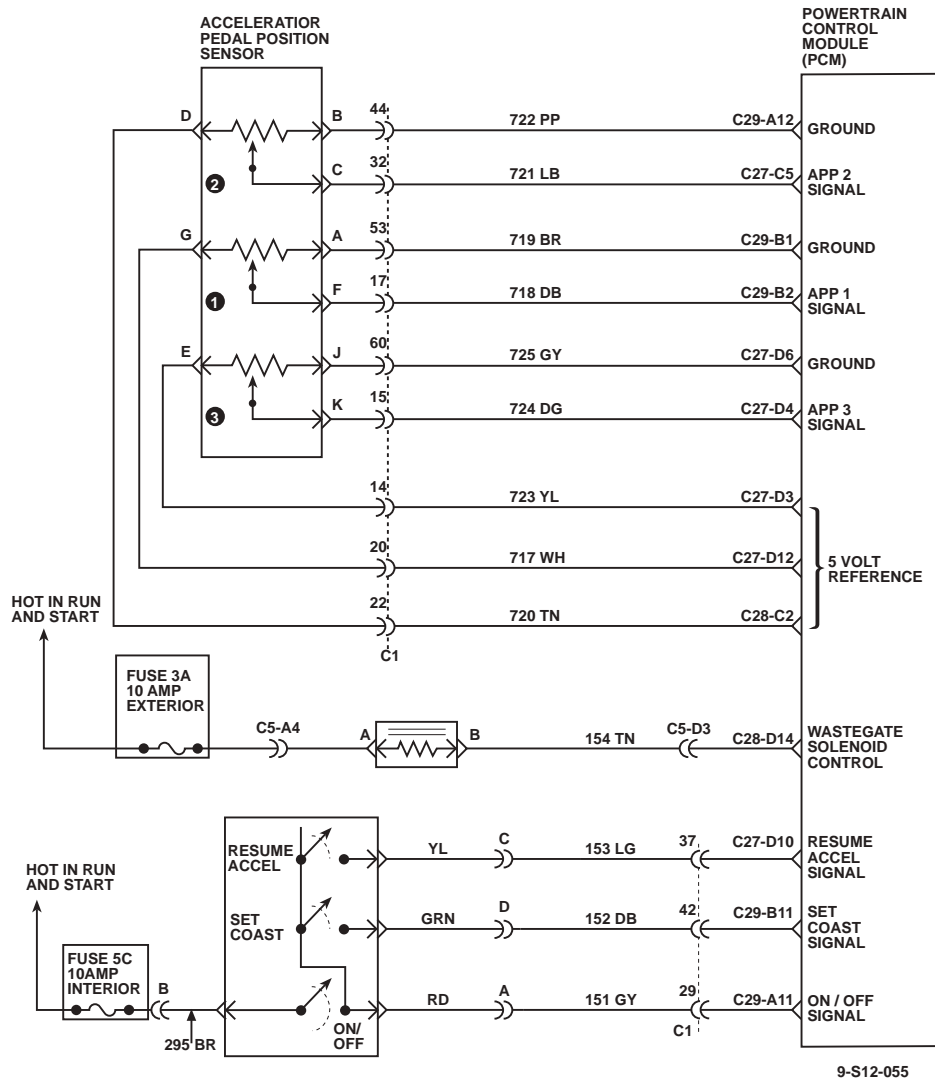 ACCELERATIOR
PEDAL POSITION
SENSOR
POWERTRAIN
CONTROL
MODULE
(PCM)
D
B
44
722 PP
C29-A12
GROUND
2
C
32
721 LB
C27-C5
APP 2
SIGNAL
G
A
53
719 BR
C29-B1
GROUND
1
F
17
718 DB
C29-B2
APP 1
SIGNAL
E
J
60
725 GY
C27-D6
GROUND
3
K
15
724 DG
C27-D4
APP 3
SIGNAL
14
723 YL
C27-D3
20
717 WH
C27-D12
5 VOLT
REFERENCE
22
720 TN
C28-C2
C1
HOT IN RUN
AND START
FUSE 3A
10 AMP
EXTERIOR
C5-A4
A
B
154 TN
C5-D3
C28-D14
WASTEGATE
SOLENOID
CONTROL
RESUME
ACCEL
YL
C
153 LG
37
C27-D10
RESUME
ACCEL
SIGNAL
HOT IN RUN
AND START
SET
COAST
GRN
D
152 DB
42
C29-B11
SET
COAST
SIGNAL
FUSE 5C
10AMP
INTERIOR
B
295 BR
ON/
OFF
RD
A
151 GY
29
C1
C29-A11
ON / OFF
SIGNAL
9-S12-055